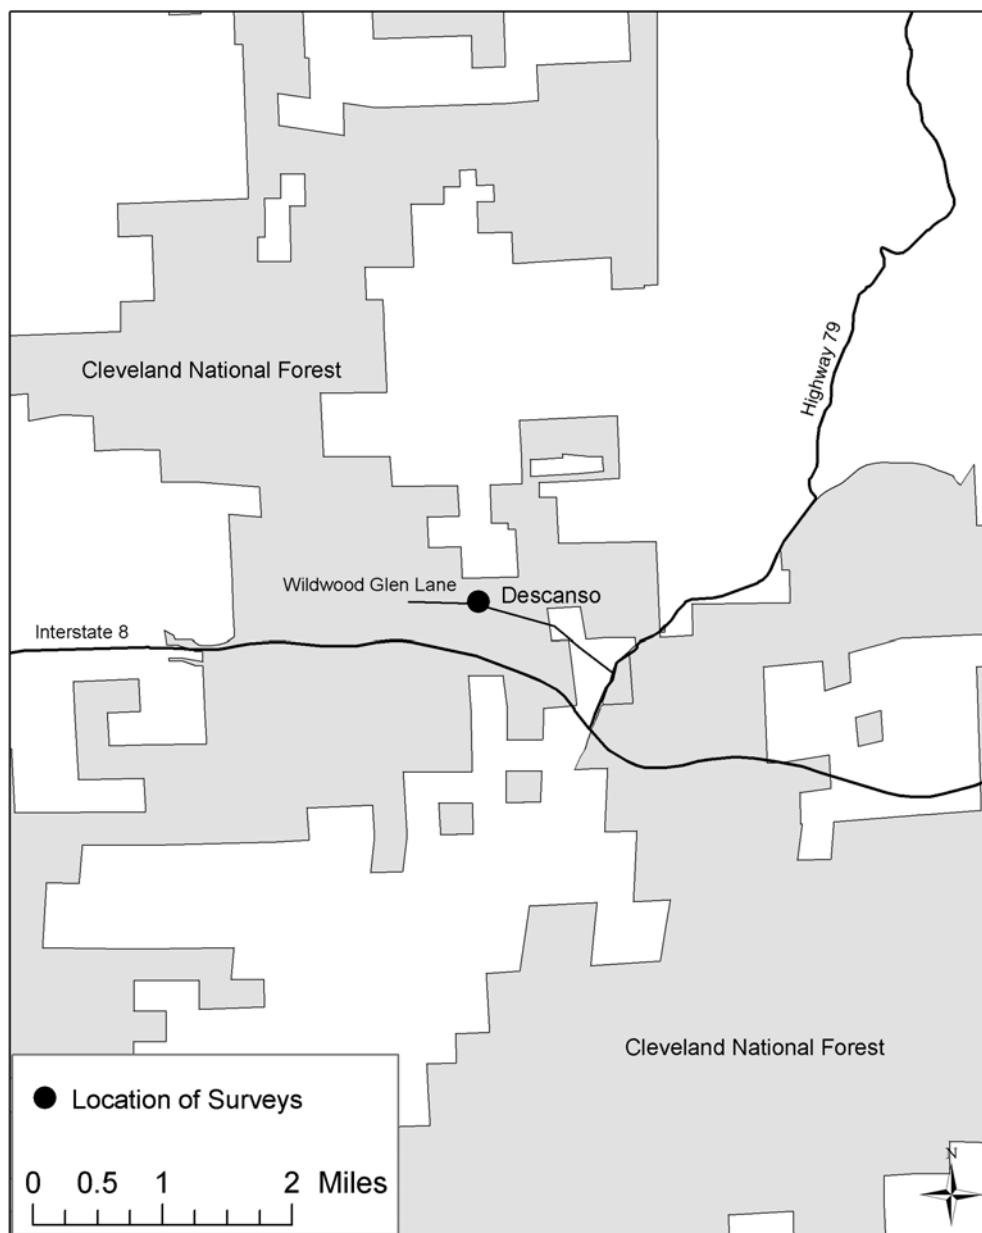 Cleveland National Forest
Highway 79
Wildwood Glen Lane
Descanso
Interstate 8
Cleveland National Forest
Location of Surveys
0 0.5 1 2 Miles
N